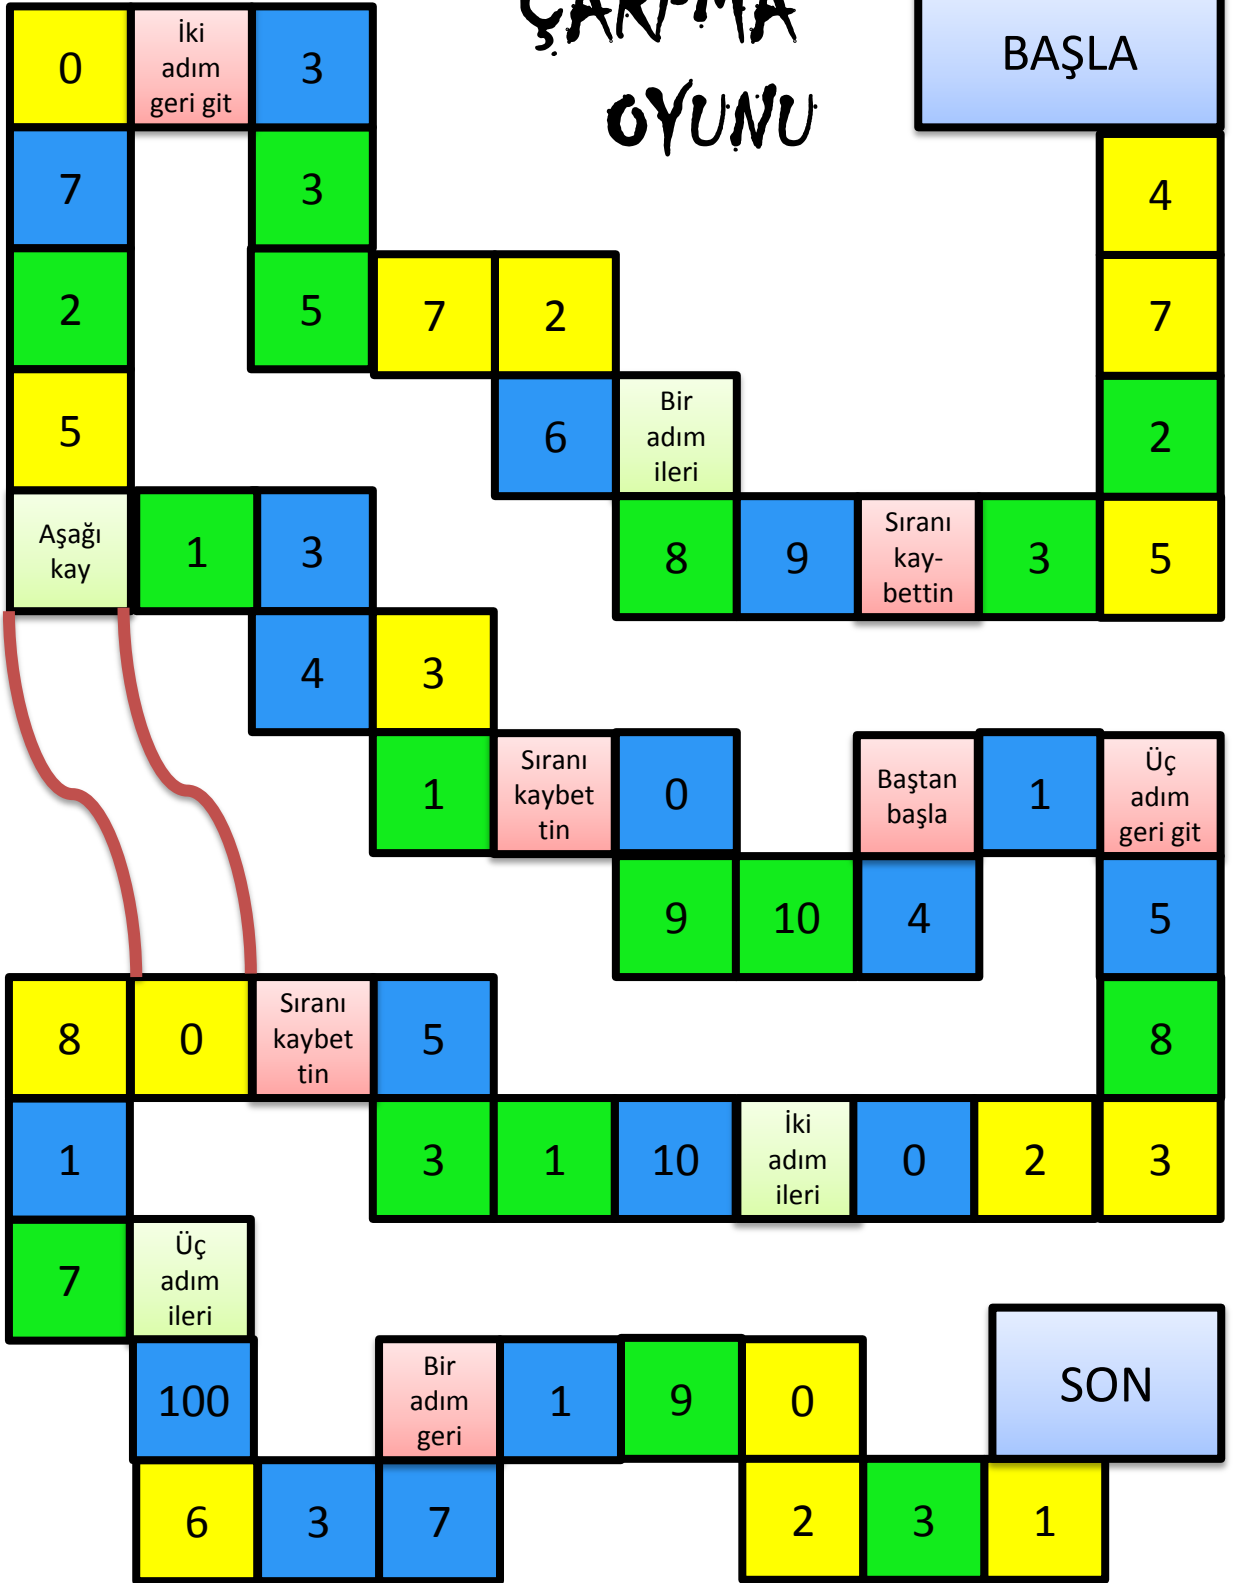 ÇARPMA
OYUNU
BAŞLA
0
İki
adım
geri git
3
7
3
4
2
5
7
2
7
5
6
Bir
adım
ileri
2
Aşağı
kay
1
3
8
9
Sıranı
kay-
bettin
3
5
4
3
1
Sıranı
kaybet
tin
0
Baştan
başla
1
Üç
adım
geri git
9
10
4
5
8
0
Sıranı
kaybet
tin
5
8
1
3
1
10
İki
adım
ileri
0
2
3
7
Üç
adım
ileri
100
Bir
adım
geri
1
9
0
SON
6
3
7
2
3
1